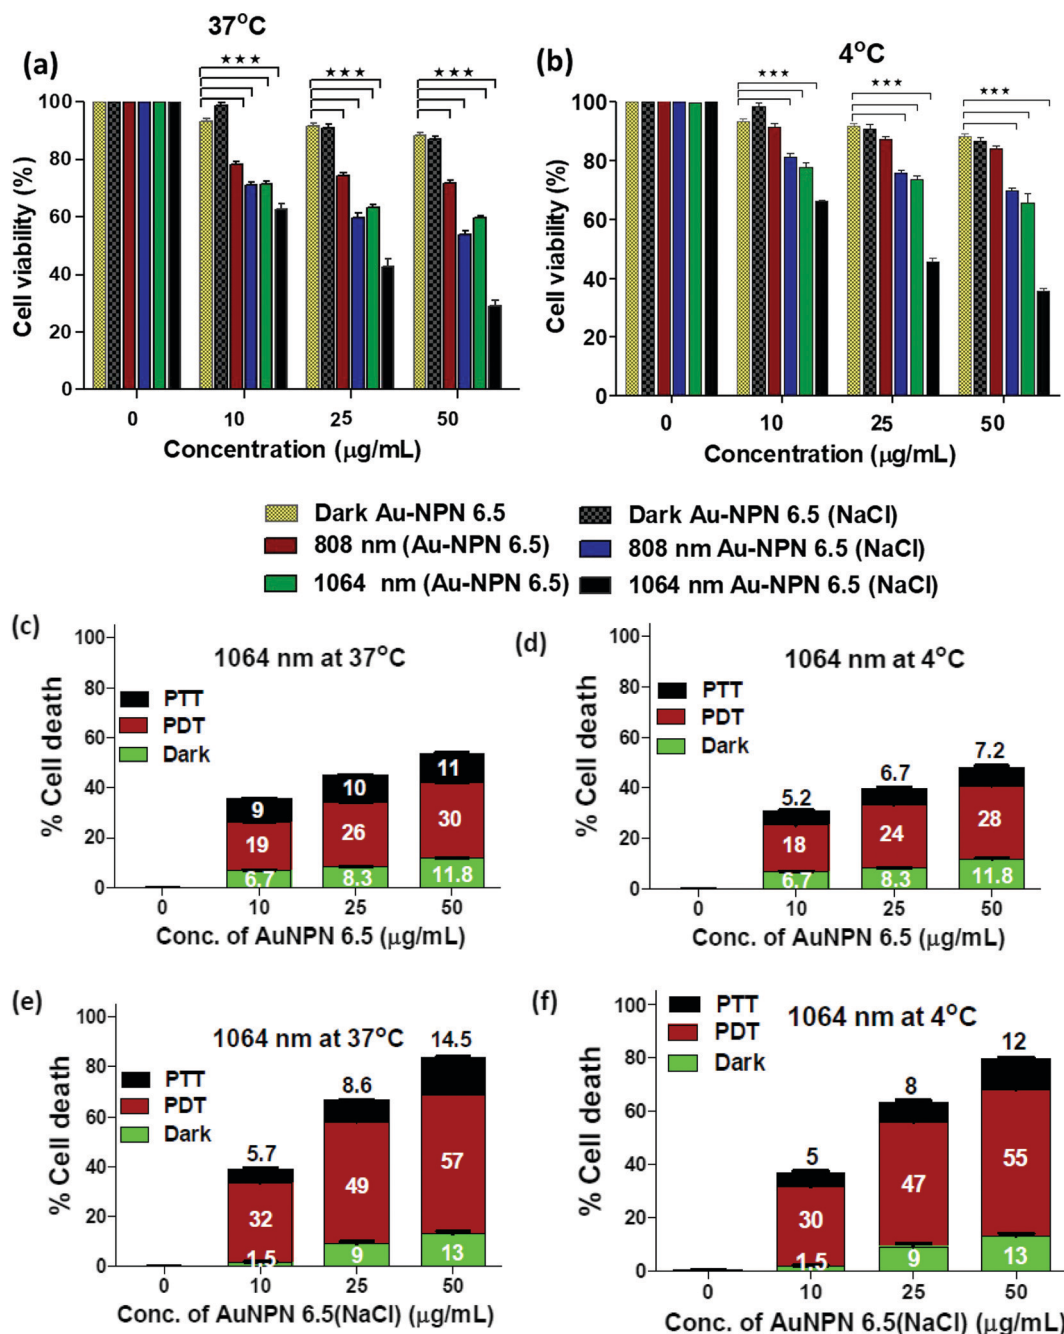 37°C
(a)
★★★
★★★
★★★
Cell viability (%)
100
80
60
40
20
0
0 10 25 50
Concentration (μg/mL)
4°C
(b)
★★★
★★★
★★★
Cell viability (%)
100
80
60
40
20
0
0 10 25 50
Concentration (μg/mL)
Dark Au-NPN 6.5
Dark Au-NPN 6.5 (NaCl)
808 nm (Au-NPN 6.5)
808 nm Au-NPN 6.5 (NaCl)
1064 nm (Au-NPN 6.5)
1064 nm Au-NPN 6.5 (NaCl)
(c)
1064 nm at 37°C
PTT
PDT
Dark
% Cell death
100
80
60
40
20
0
9 10 11
19 26 30
6.7 8.3 11.8
0 10 25 50
Conc. of AuNPN 6.5 (μg/mL)
(d)
1064 nm at 4°C
PTT
PDT
Dark
% Cell death
100
80
60
40
20
0
5.2 6.7 7.2
18 24 28
6.7 8.3 11.8
0 10 25 50
Conc. of AuNPN 6.5 (μg/mL)
(e)
1064 nm at 37°C
PTT
PDT
Dark
% Cell death
100
80
60
40
20
0
5.7 8.6 14.5
32 49 57
1.5 9 13
0 10 25 50
Conc. of AuNPN 6.5(NaCl) (μg/mL)
(f)
1064 nm at 4°C
PTT
PDT
Dark
% Cell death
100
80
60
40
20
0
5 8 12
30 47 55
1.5 9 13
0 10 25 50
Conc. of AuNPN 6.5(NaCl) (μg/mL)